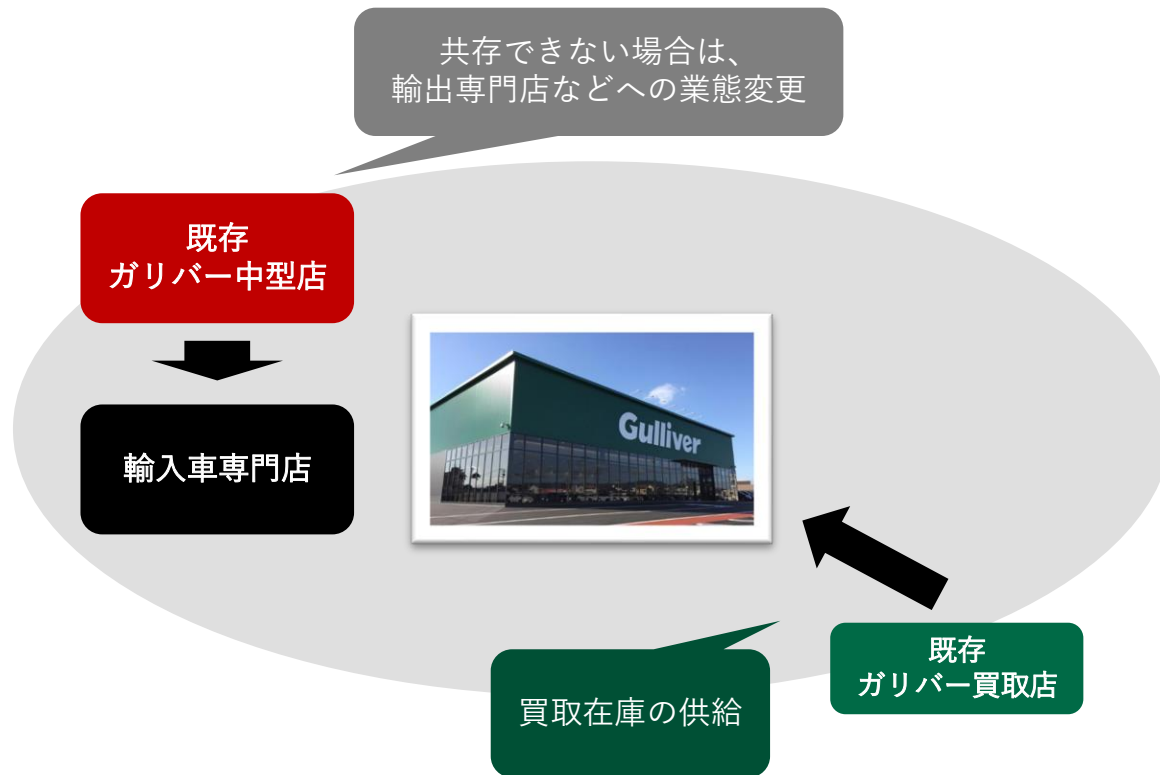 共存できない場合は、
輸出専門店などへの業態変更
既存
ガリバー中型店
輸入車専門店
Gulliver
買取在庫の供給
既存
ガリバー買取店